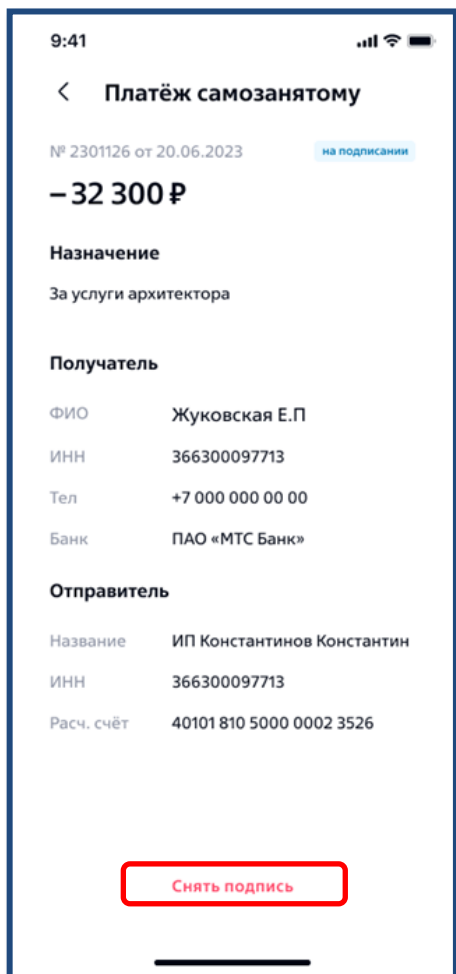 9:41
Платёж самозанятому
№ 2301126 от 20.06.2023 на подписании
– 32 300 ₽
Назначение
За услуги архитектора
Получатель
ФИО Жуковская Е.П
ИНН 366300097713
Тел +7 000 000 00 00
Банк ПАО «МТС Банк»
Отправитель
Название ИП Константинов Константин
ИНН 366300097713
Расч. счёт 40101 810 5000 0002 3526
Снять подпись